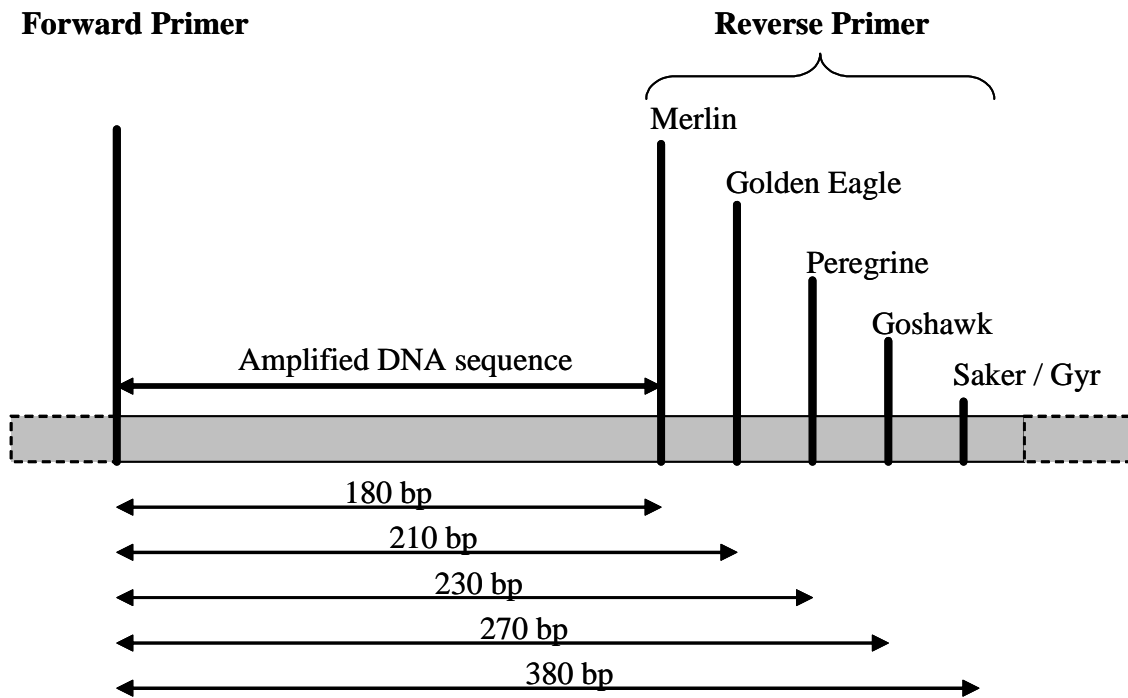 Forward Primer
Reverse Primer
Merlin
Golden Eagle
Peregrine
Goshawk
Saker / Gyr
Amplified DNA sequence
180 bp
210 bp
230 bp
270 bp
380 bp